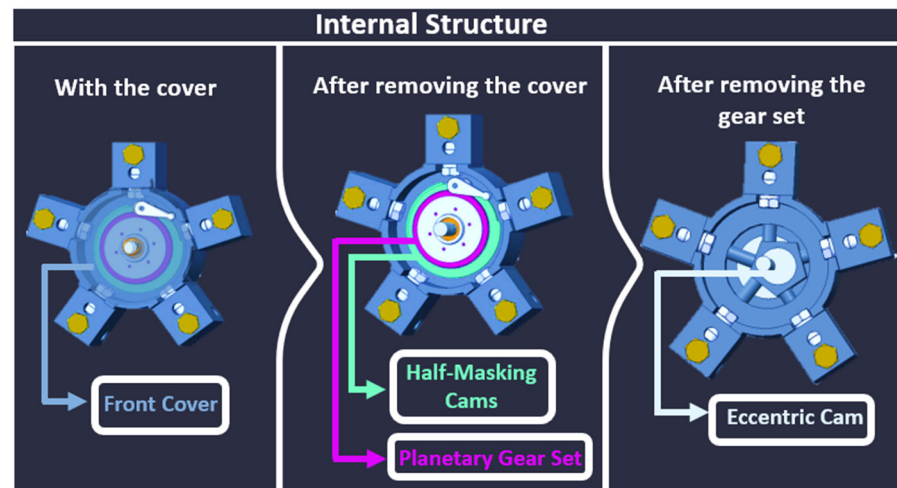 Internal Structure
With the cover
After removing the cover
After removing the
gear set
Front Cover
Half-Masking
Cams
Planetary Gear Set
Eccentric Cam